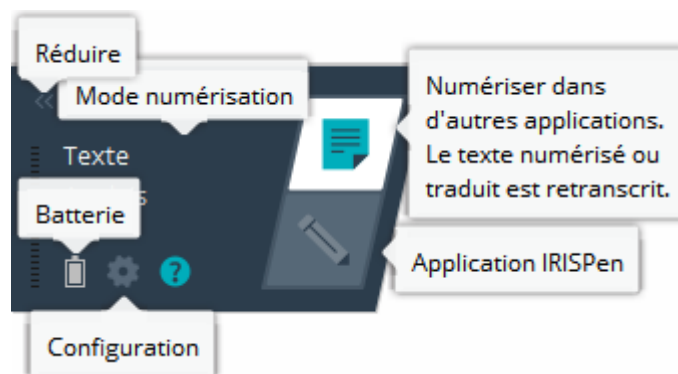 Réduire
Mode numérisation
Numériser dans
d'autres applications.
Le texte numérisé ou
traduit est retranscrit.
Texte
Batterie
?
Application IRISPen
Configuration